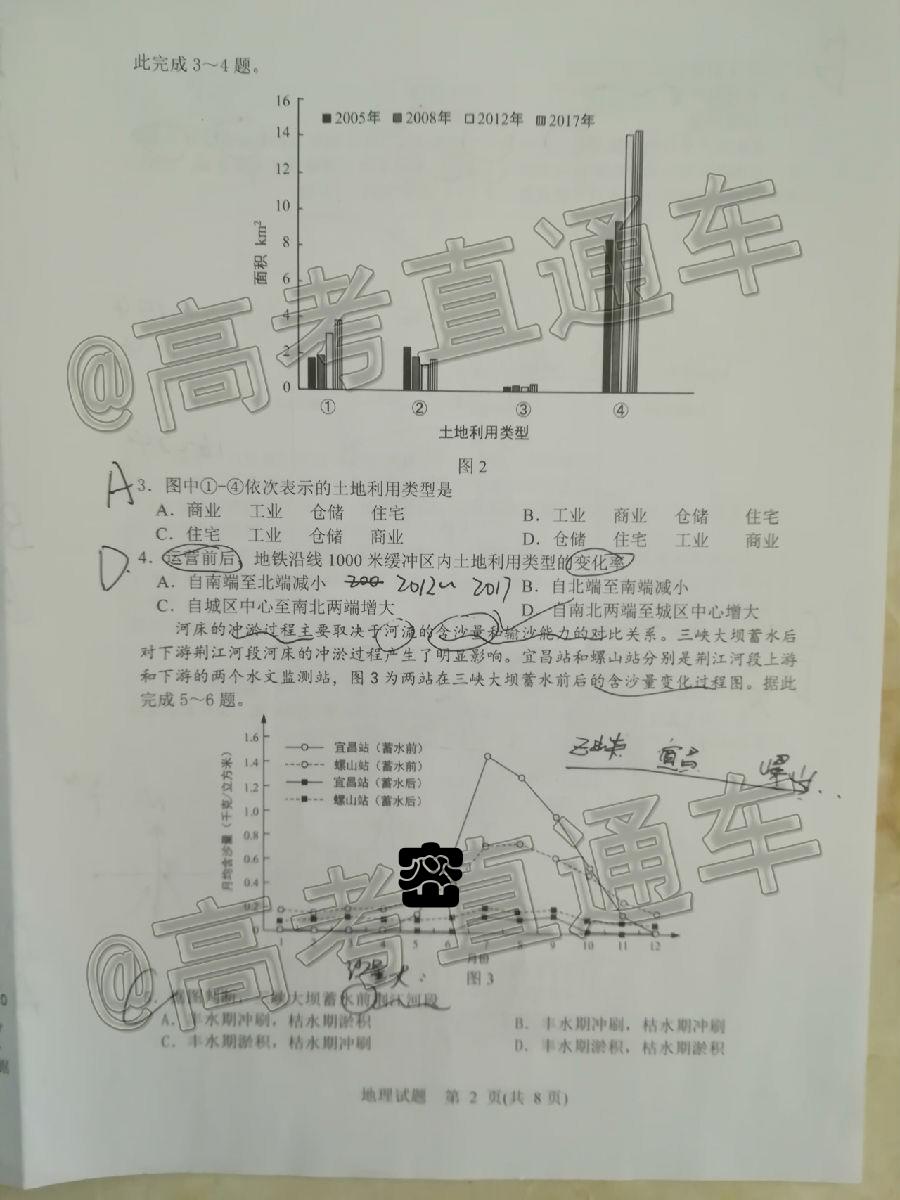 此完成3～4题。
16
14
12
10
8
6
4
2
0
面积 km²
■2005年 ■2008年 □2012年 ▥2017年
① ② ③ ④
土地利用类型
图2
A
3．图中①-④依次表示的土地利用类型是
A．商业 工业 仓储 住宅 B．工业 商业 仓储 住宅
C．住宅 工业 仓储 商业 D．仓储 住宅 工业 商业
D
4．运营前后，地铁沿线1000米缓冲区内土地利用类型的变化率
A．自南端至北端减小 2012 2017 B．自北端至南端减小
C．自城区中心至南北两端增大 D．自南北两端至城区中心增大
河床的冲淤过程主要取决于河流的含沙量和输沙能力的对比关系。三峡大坝蓄水后
对下游荆江河段河床的冲淤过程产生了明显影响。宜昌站和螺山站分别是荆江河段上游
和下游的两个水文监测站，图3为两站在三峡大坝蓄水前后的含沙量变化过程图。据此
完成5～6题。
1.6
1.4
1.2
1.0
0.8
0.6
0.4
0.2
0
月均含沙量（千克/立方米）
宜昌站（蓄水前）
螺山站（蓄水前）
宜昌站（蓄水后）
螺山站（蓄水后）
宜昌
1 2 3 4 5 6 7 8 9 10 11 12
月份
图3
大坝蓄水前荆江河段
A．丰水期冲刷，枯水期淤积 B．丰水期冲刷，枯水期冲刷
C．丰水期淤积，枯水期冲刷 D．丰水期淤积，枯水期淤积
地理试题 第 2 页(共 8 页)
@高考直通车
@高考直通车